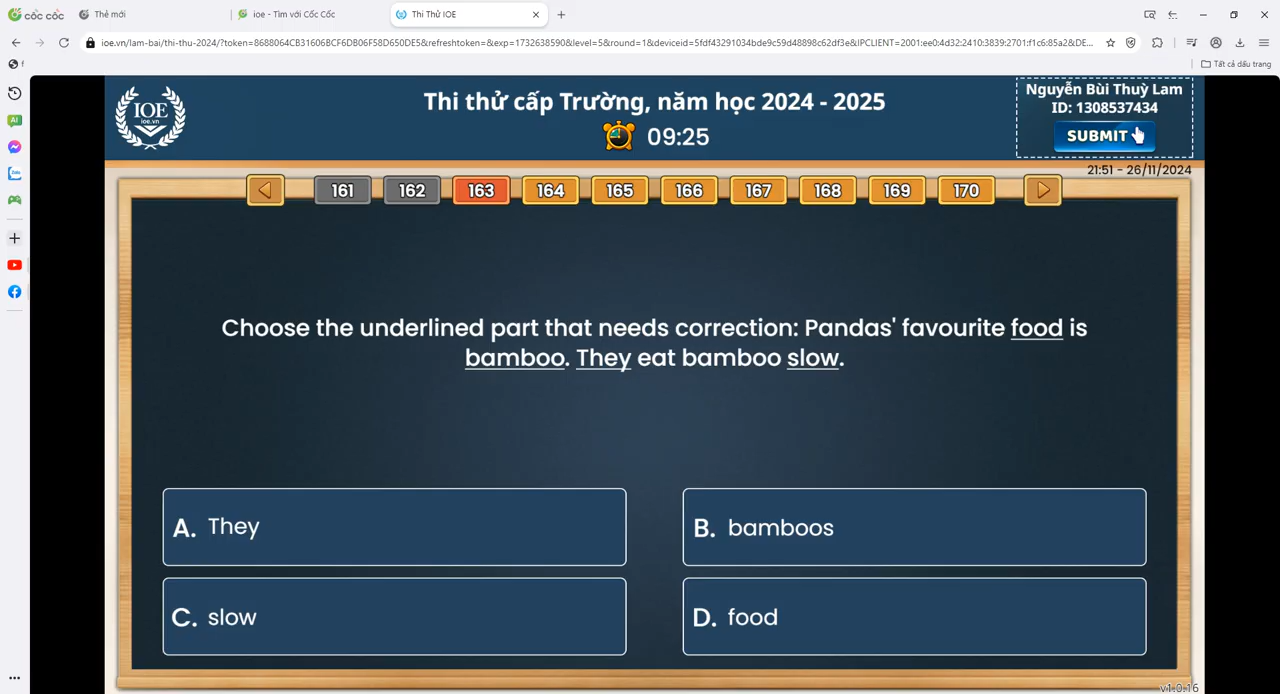 cốc cốc
Thẻ mới
ioe - Tìm với Cốc Cốc
Thi Thử IOE
ioe.vn/lam-bai/thi-thu-2024/?token=8688064CB31606BCF6DB06F58D650DE5&refreshtoken=&exp=1732638590&level=5&round=1&deviceid=5fdf43291034bde9c59d48898c62df3e&IPCLIENT=2001:ee0:4d32:2410:3839:2701:f1c6:85a2&DE...
f
Tất cả dấu trang
AI
Zalo
IOE
ioe.vn
Thi thử cấp Trường, năm học 2024 - 2025
09:25
Nguyễn Bùi Thuỳ Lam
ID: 1308537434
SUBMIT
21:51 - 26/11/2024
161 162 163 164 165 166 167 168 169 170
Choose the underlined part that needs correction: Pandas' favourite food is
bamboo. They eat bamboo slow.
A. They
B. bamboos
C. slow
D. food
v1.0.16